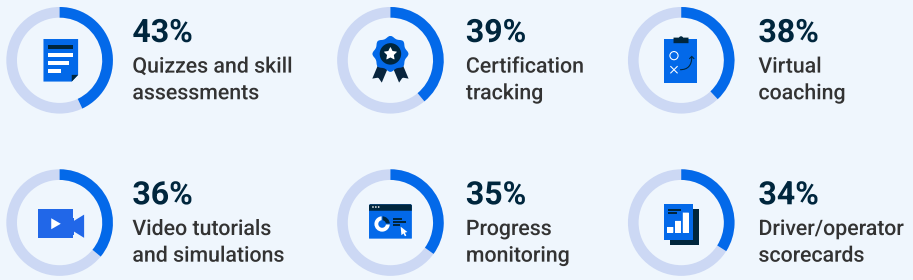 43%
Quizzes and skill
assessments
39%
Certification
tracking
38%
Virtual
coaching
36%
Video tutorials
and simulations
35%
Progress
monitoring
34%
Driver/operator
scorecards